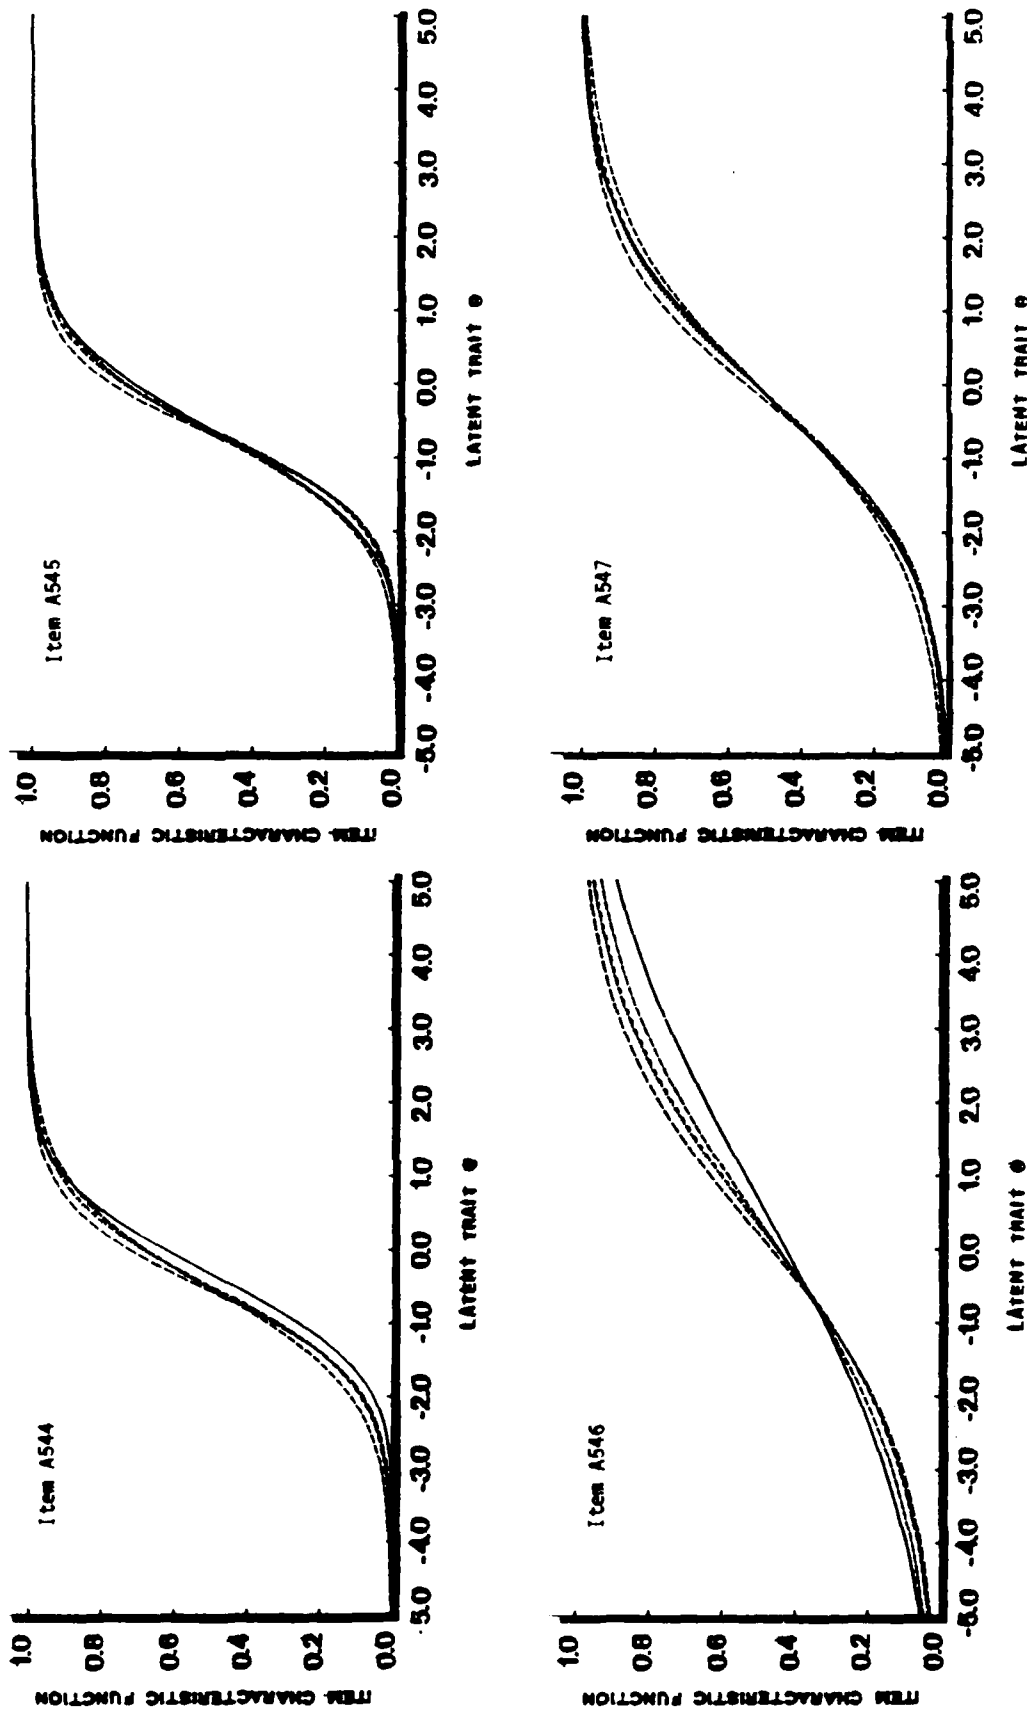 ITEM CHARACTERISTIC FUNCTION
1.0
0.8
0.6
0.4
0.2
0.0
Item A544
-5.0 -4.0 -3.0 -2.0 -1.0 0.0 1.0 2.0 3.0 4.0 5.0
LATENT TRAIT θ
ITEM CHARACTERISTIC FUNCTION
1.0
0.8
0.6
0.4
0.2
0.0
Item A545
-5.0 -4.0 -3.0 -2.0 -1.0 0.0 1.0 2.0 3.0 4.0 5.0
LATENT TRAIT θ
ITEM CHARACTERISTIC FUNCTION
1.0
0.8
0.6
0.4
0.2
0.0
Item A546
-5.0 -4.0 -3.0 -2.0 -1.0 0.0 1.0 2.0 3.0 4.0 5.0
LATENT TRAIT θ
ITEM CHARACTERISTIC FUNCTION
1.0
0.8
0.6
0.4
0.2
0.0
Item A547
-5.0 -4.0 -3.0 -2.0 -1.0 0.0 1.0 2.0 3.0 4.0 5.0
LATENT TRAIT θ